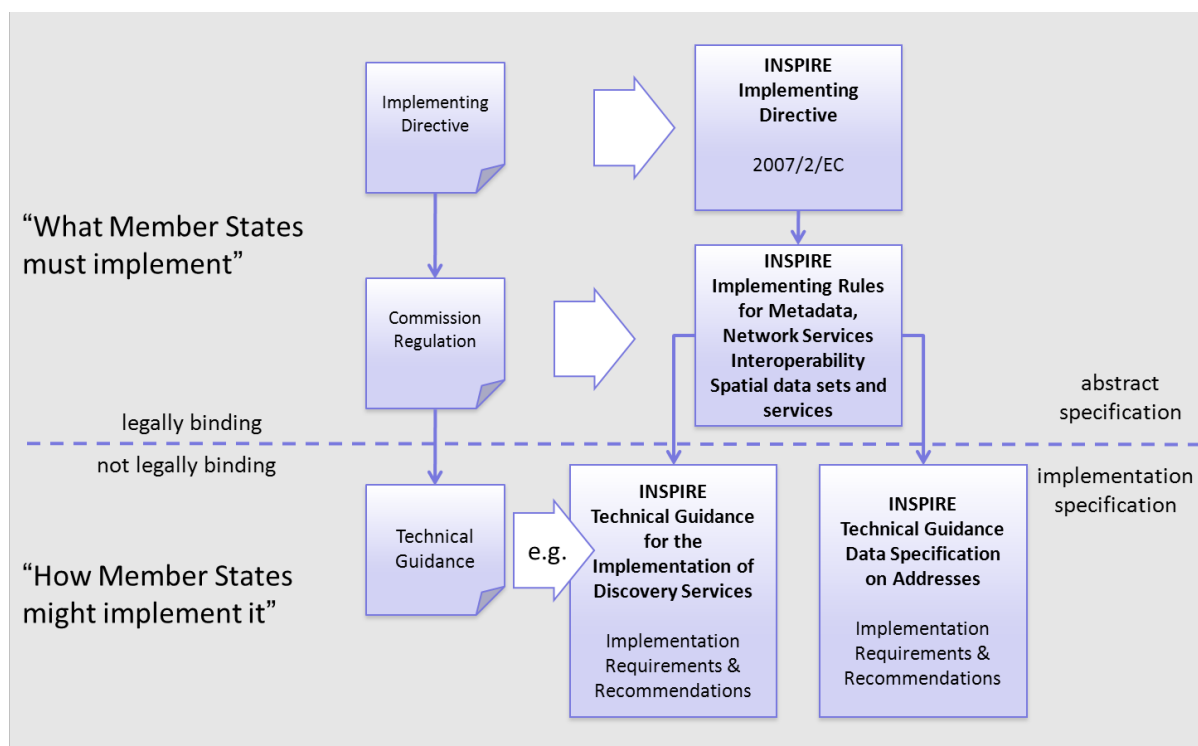 Implementing
Directive
INSPIRE
Implementing
Directive
2007/2/EC
“What Member States
must implement”
Commission
Regulation
INSPIRE
Implementing Rules
for Metadata,
Network Services
Interoperability
Spatial data sets and
services
abstract
specification
legally binding
not legally binding
implementation
specification
“How Member States
might implement it”
Technical
Guidance
e.g.
INSPIRE
Technical Guidance
for the
Implementation of
Discovery Services
Implementation
Requirements &
Recommendations
INSPIRE
Technical Guidance
Data Specification
on Addresses
Implementation
Requirements &
Recommendations